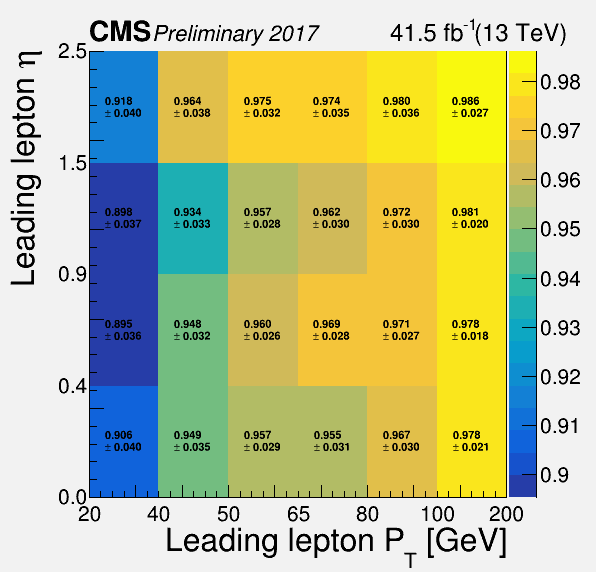 CMS Preliminary 2017 41.5 fb-1(13 TeV)
Leading lepton η
2.5
1.5
0.9
0.4
0.0
0.918 0.964 0.975 0.974 0.980 0.986
± 0.040 ± 0.038 ± 0.032 ± 0.035 ± 0.036 ± 0.027
0.898 0.934 0.957 0.962 0.972 0.981
± 0.037 ± 0.033 ± 0.028 ± 0.030 ± 0.030 ± 0.020
0.895 0.948 0.960 0.969 0.971 0.978
± 0.036 ± 0.032 ± 0.026 ± 0.028 ± 0.027 ± 0.018
0.906 0.949 0.957 0.955 0.967 0.978
± 0.040 ± 0.035 ± 0.029 ± 0.031 ± 0.030 ± 0.021
20 40 50 65 80 100 200
Leading lepton PT [GeV]
0.98
0.97
0.96
0.95
0.94
0.93
0.92
0.91
0.9